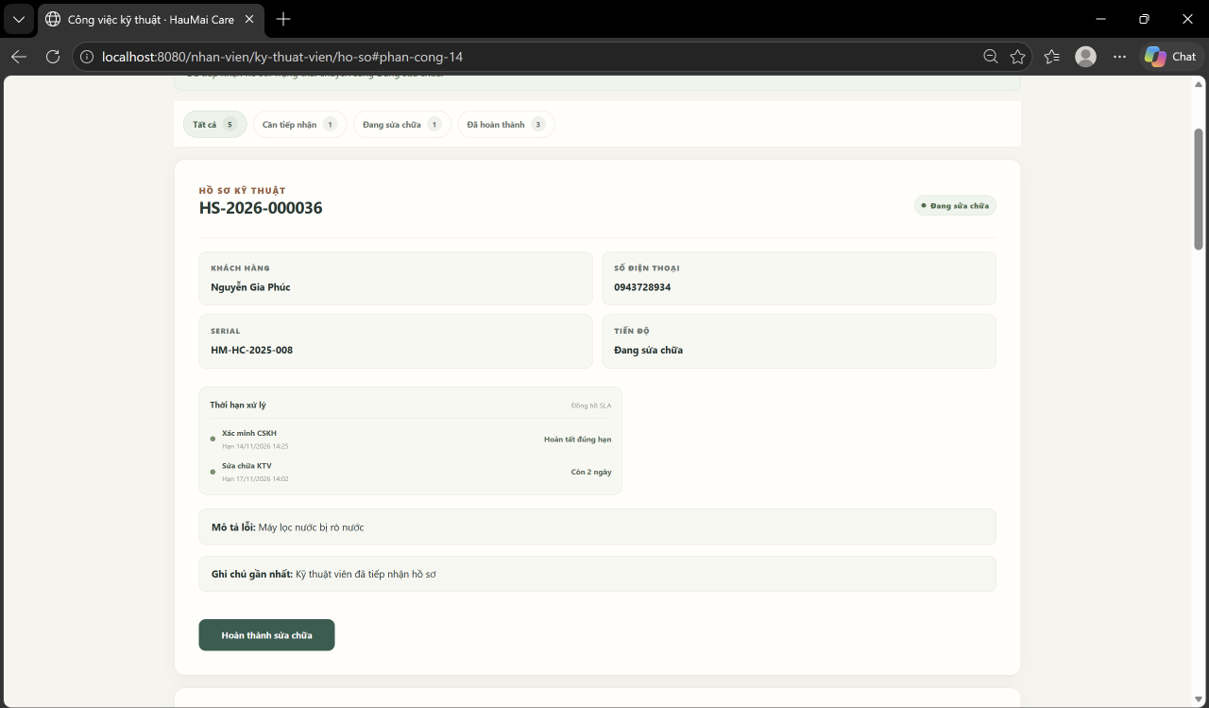 Công việc kỹ thuật · HauMai Care
localhost:8080/nhan-vien/ky-thuat-vien/ho-so#phan-cong-14
Chat
Tất cả 5
Cần tiếp nhận 1
Đang sửa chữa 1
Đã hoàn thành 3
HỒ SƠ KỸ THUẬT
HS-2026-000036
Đang sửa chữa
KHÁCH HÀNG
Nguyễn Gia Phúc
SỐ ĐIỆN THOẠI
0943728934
SERIAL
HM-HC-2025-008
TIẾN ĐỘ
Đang sửa chữa
Thời hạn xử lý
Đồng hồ SLA
Xác minh CSKH
Hạn 14/11/2026 14:25
Hoàn tất đúng hạn
Sửa chữa KTV
Hạn 17/11/2026 14:02
Còn 2 ngày
Mô tả lỗi: Máy lọc nước bị rò nước
Ghi chú gần nhất: Kỹ thuật viên đã tiếp nhận hồ sơ
Hoàn thành sửa chữa